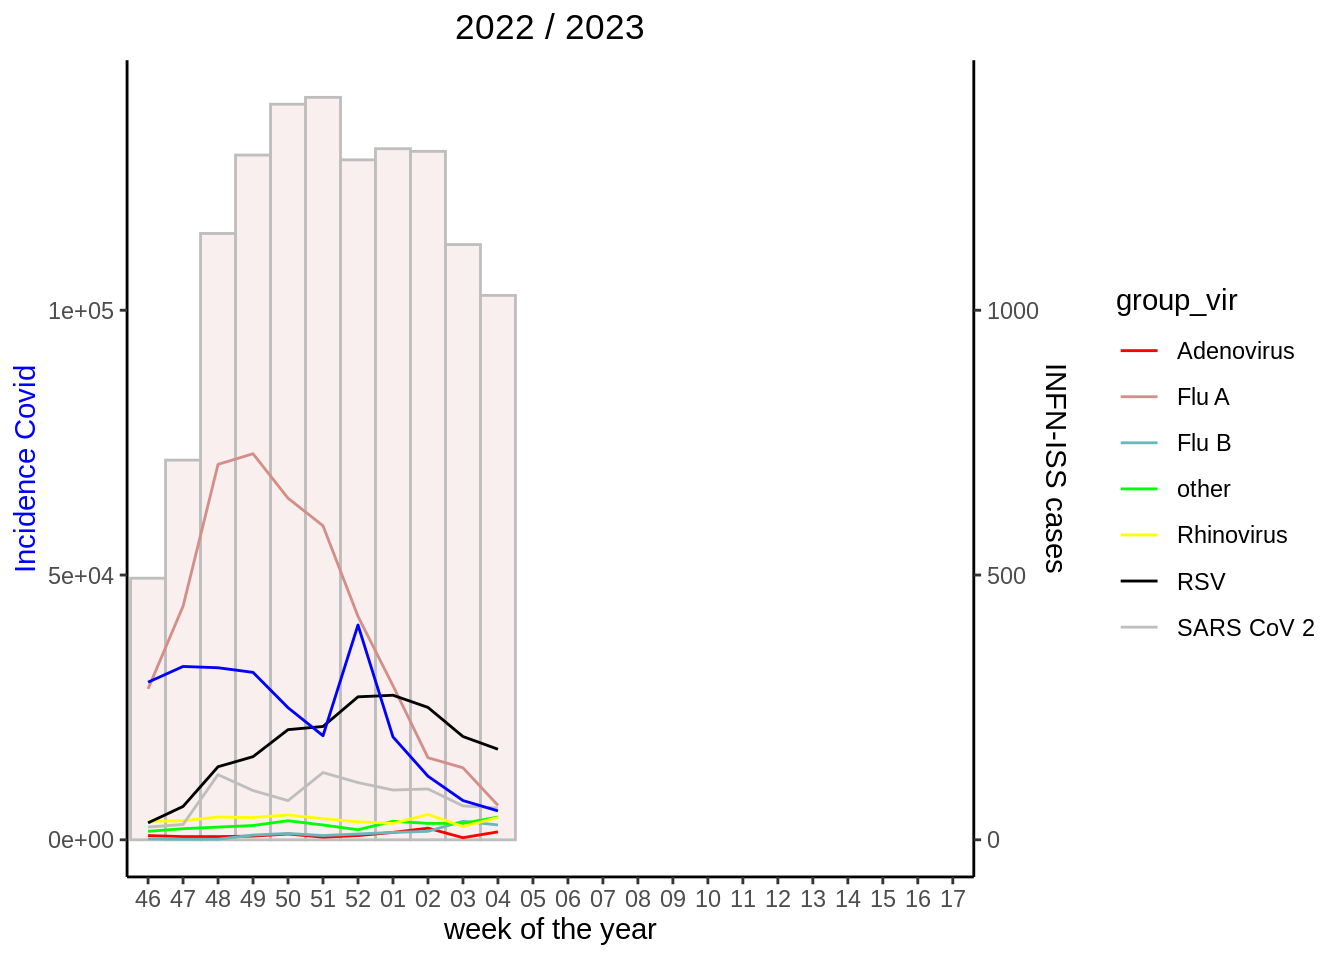 2022 / 2023
1e+05
5e+04
0e+00
Incidence Covid
1000
500
0
INFN-ISS cases
46 47 48 49 50 51 52 01 02 03 04 05 06 07 08 09 10 11 12 13 14 15 16 17
week of the year
group_vir
Adenovirus
Flu A
Flu B
other
Rhinovirus
RSV
SARS CoV 2